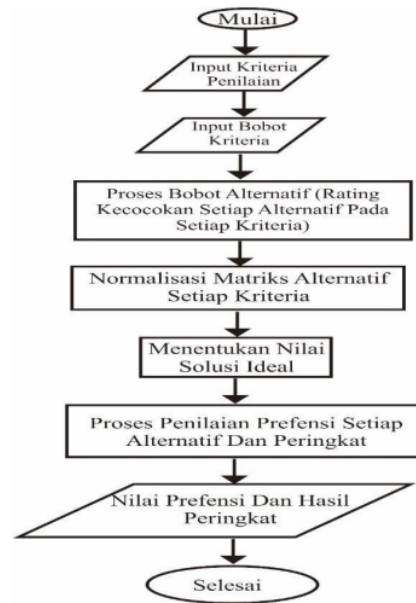 Mulai
Input Kriteria
Penilaian
Input Bobot
Kriteria
Proses Bobot Alternatif (Rating
Kecocokan Setiap Alternatif Pada
Setiap Kriteria)
Normalisasi Matriks Alternatif
Setiap Kriteria
Menentukan Nilai
Solusi Ideal
Proses Penilaian Prefensi Setiap
Alternatif Dan Peringkat
Nilai Prefensi Dan Hasil
Peringkat
Selesai